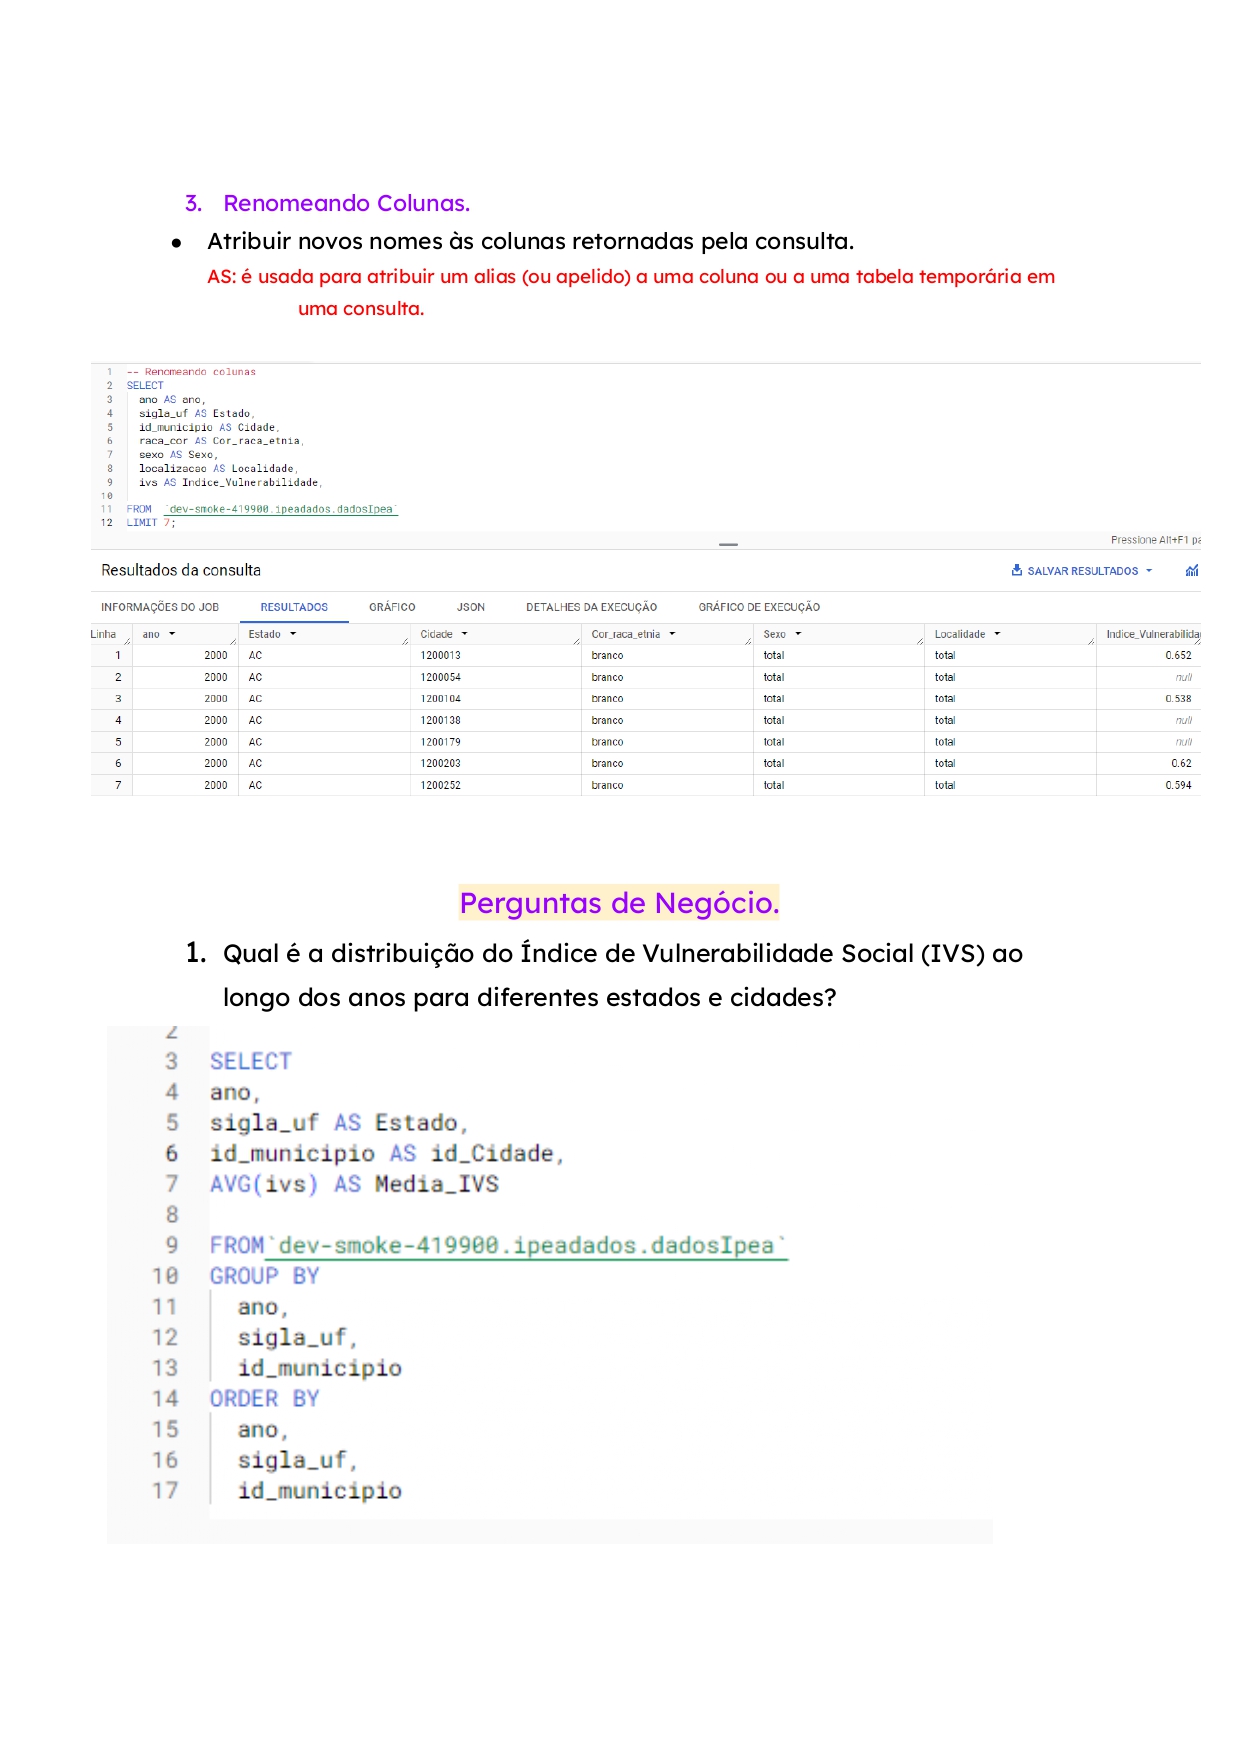 3. Renomeando Colunas.
● Atribuir novos nomes às colunas retornadas pela consulta.
AS: é usada para atribuir um alias (ou apelido) a uma coluna ou a uma tabela temporária em
uma consulta.
1 -- Renomeando colunas
2 SELECT
3 ano AS ano,
4 sigla_uf AS Estado,
5 id_municipio AS Cidade,
6 raca_cor AS Cor_raca_etnia,
7 sexo AS Sexo,
8 localizacao AS Localidade,
9 ivs AS Indice_Vulnerabilidade,
10
11 FROM `dev-smoke-419900.ipeadados.dadosIpea`
12 LIMIT 7;
Pressione Alt+F1 pa
Resultados da consulta
SALVAR RESULTADOS
INFORMAÇÕES DO JOB RESULTADOS GRÁFICO JSON DETALHES DA EXECUÇÃO GRÁFICO DE EXECUÇÃO
Linha ano Estado Cidade Cor_raca_etnia Sexo Localidade Indice_Vulnerabilidad
1 2000 AC 1200013 branco total total 0.652
2 2000 AC 1200054 branco total total null
3 2000 AC 1200104 branco total total 0.538
4 2000 AC 1200138 branco total total null
5 2000 AC 1200179 branco total total null
6 2000 AC 1200203 branco total total 0.62
7 2000 AC 1200252 branco total total 0.594
Perguntas de Negócio.
1. Qual é a distribuição do Índice de Vulnerabilidade Social (IVS) ao
longo dos anos para diferentes estados e cidades?
2
3 SELECT
4 ano,
5 sigla_uf AS Estado,
6 id_municipio AS id_Cidade,
7 AVG(ivs) AS Media_IVS
8
9 FROM`dev-smoke-419900.ipeadados.dadosIpea`
10 GROUP BY
11 ano,
12 sigla_uf,
13 id_municipio
14 ORDER BY
15 ano,
16 sigla_uf,
17 id_municipio